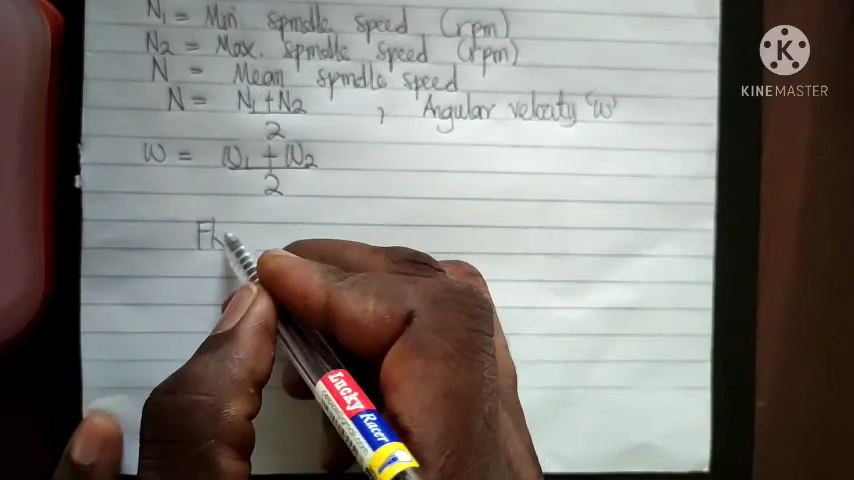 N1 = Min. spindle speed (rpm)
N2 = Max. spindle speed (rpm)
N = Mean spindle speed
N = N1 + N2 / 2 , Angular velocity 'ω'
ω = ω1 + ω2 / 2
Fl
K
KINEMASTER
Lucky Racer